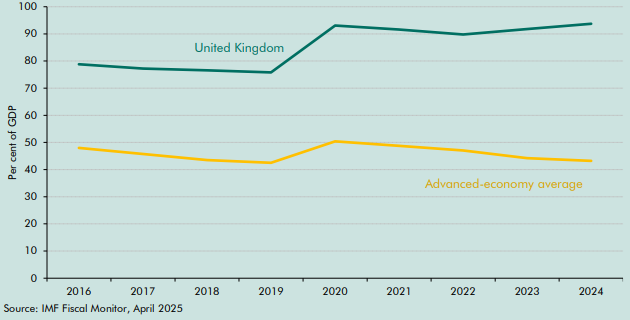 100
90
United Kingdom
80
70
60
Per cent of GDP
50
40
Advanced-economy average
30
20
10
0
2016 2017 2018 2019 2020 2021 2022 2023 2024
Source: IMF Fiscal Monitor, April 2025